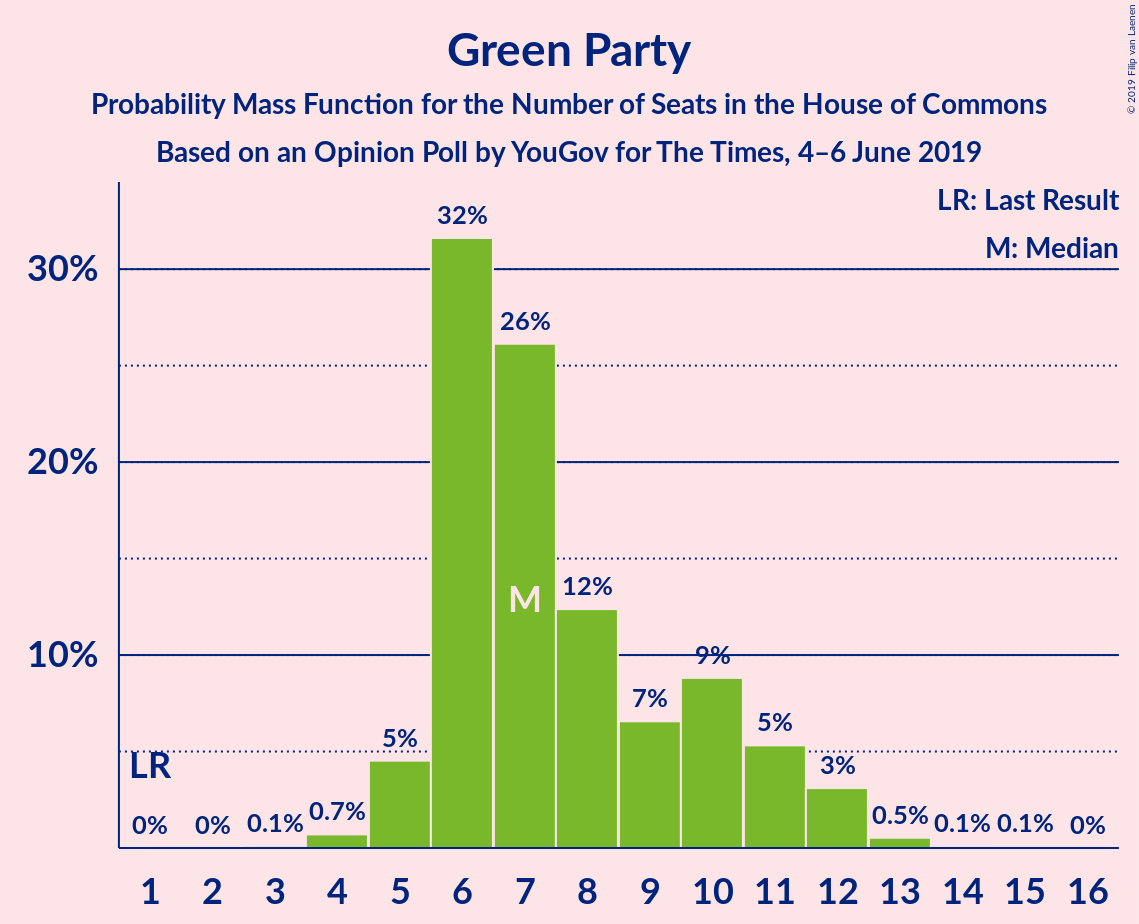 Green Party
Probability Mass Function for the Number of Seats in the House of Commons
Based on an Opinion Poll by YouGov for The Times, 4–6 June 2019
© 2019 Filip van Laenen
LR: Last Result
M: Median
30%
20%
10%
32%
26%
M
12%
9%
7%
5%
5%
3%
LR
0% 0% 0.1% 0.7% 0.5% 0.1% 0.1% 0%
1 2 3 4 5 6 7 8 9 10 11 12 13 14 15 16